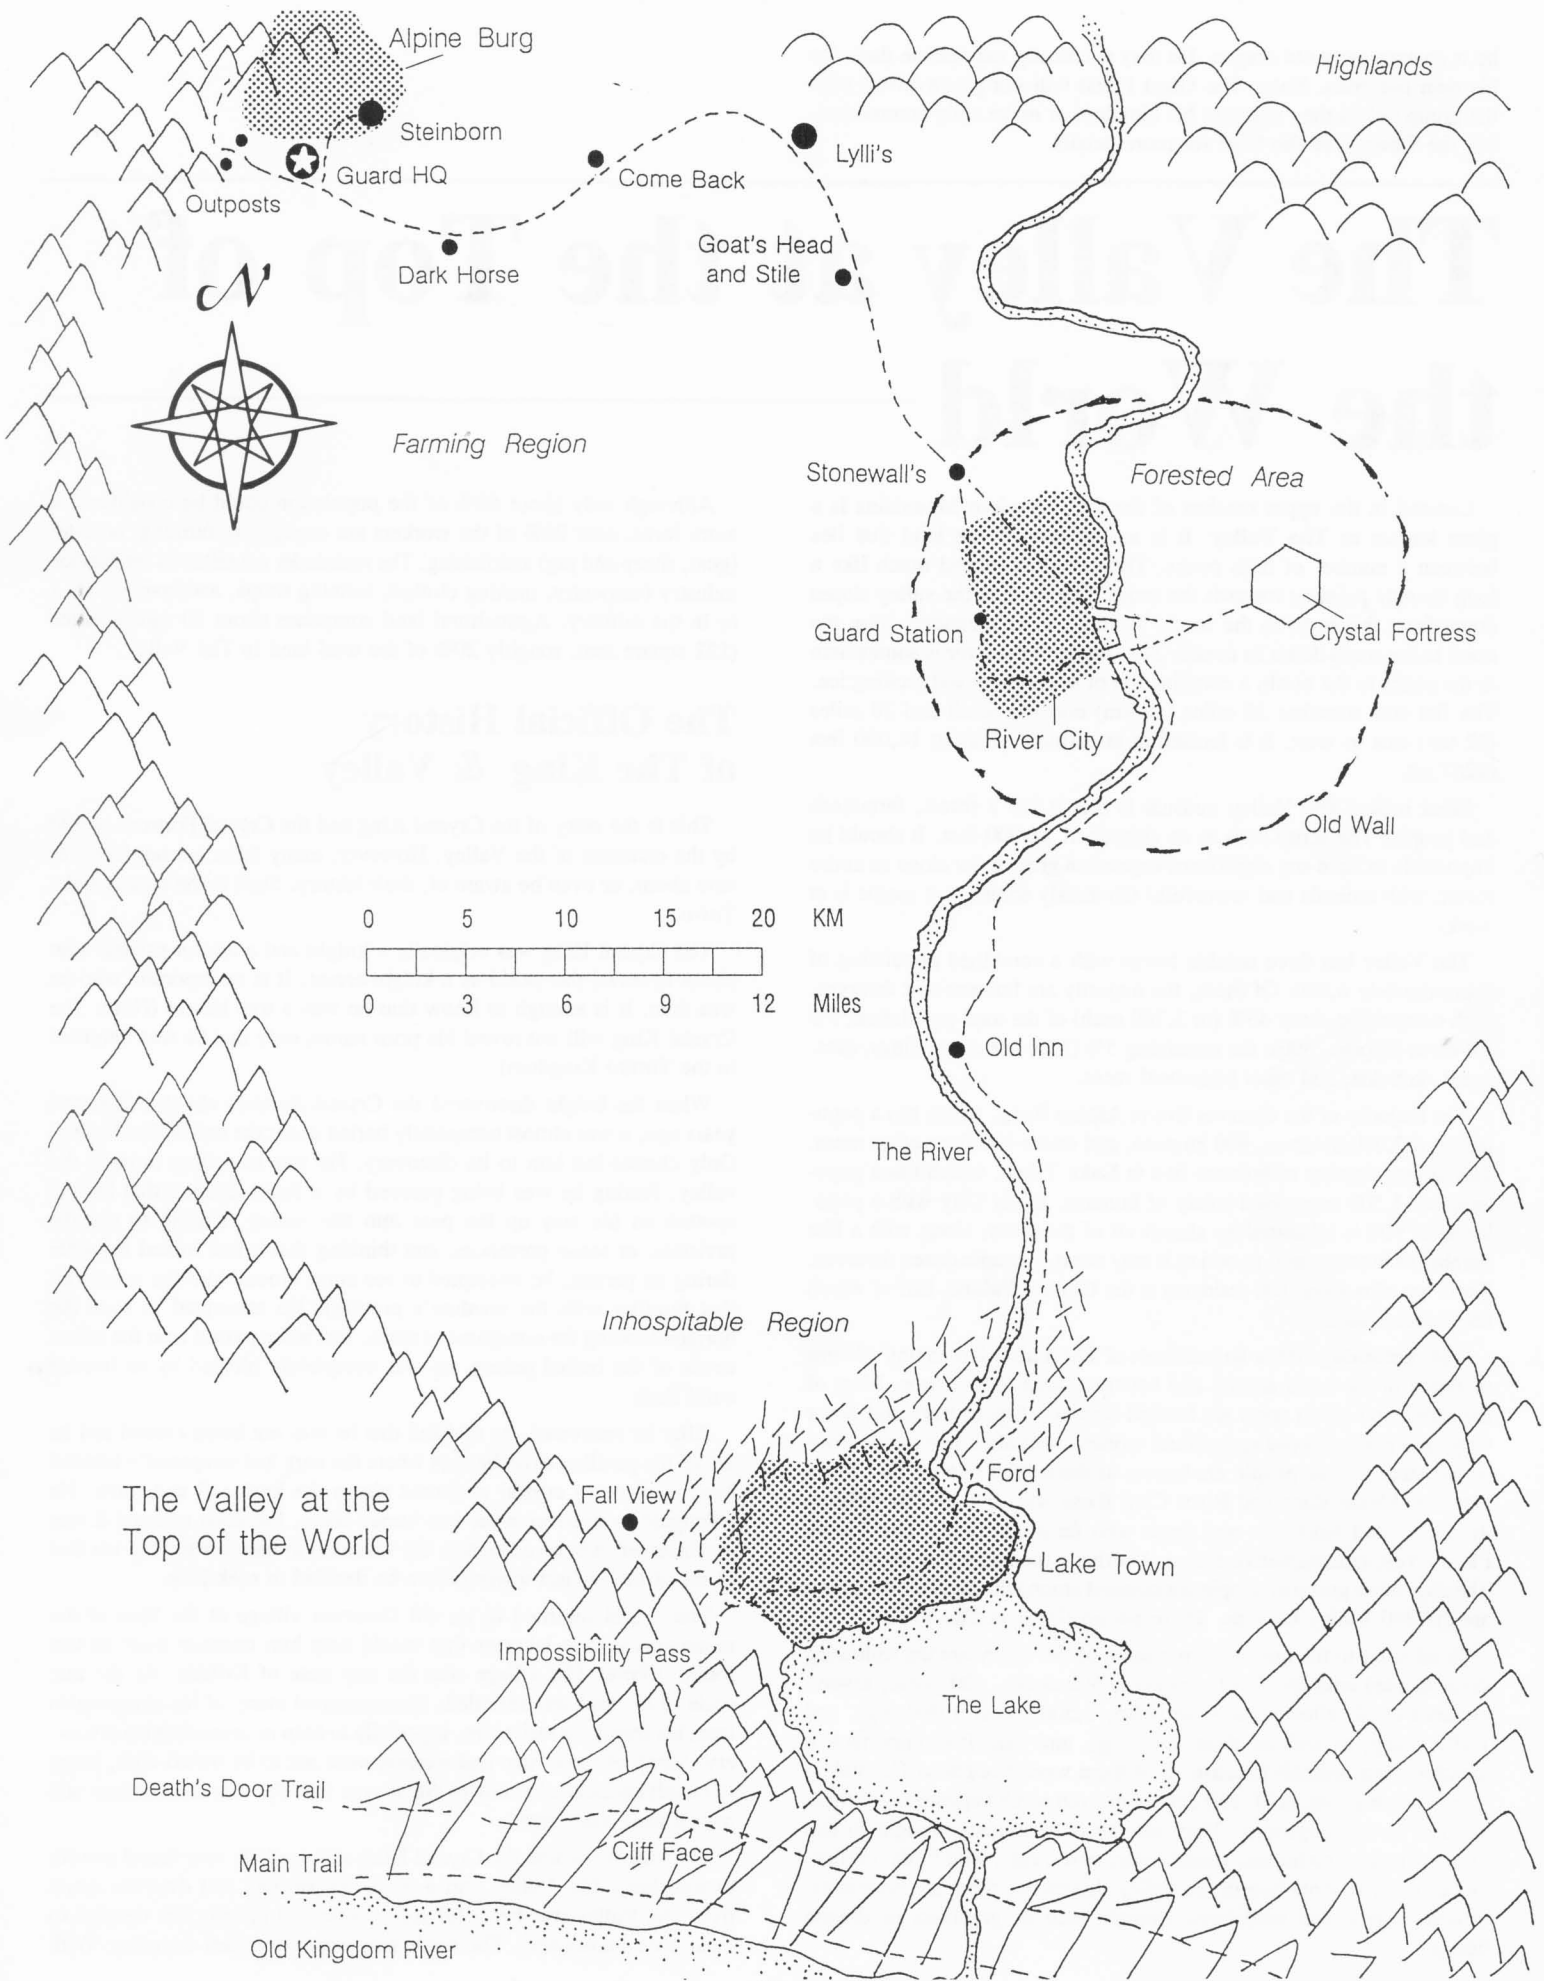 Alpine Burg
Highlands
Steinborn
Lylli's
Guard HQ
Come Back
Outposts
Goat's Head
and Stile
Dark Horse
N
Farming Region
Stonewall's
Forested Area
Guard Station
Crystal Fortress
River City
Old Wall
0 5 10 15 20 KM
0 3 6 9 12 Miles
Old Inn
The River
Inhospitable Region
The Valley at the
Top of the World
Fall View
Ford
Lake Town
Impossibility Pass
The Lake
Death's Door Trail
Cliff Face
Main Trail
Old Kingdom River